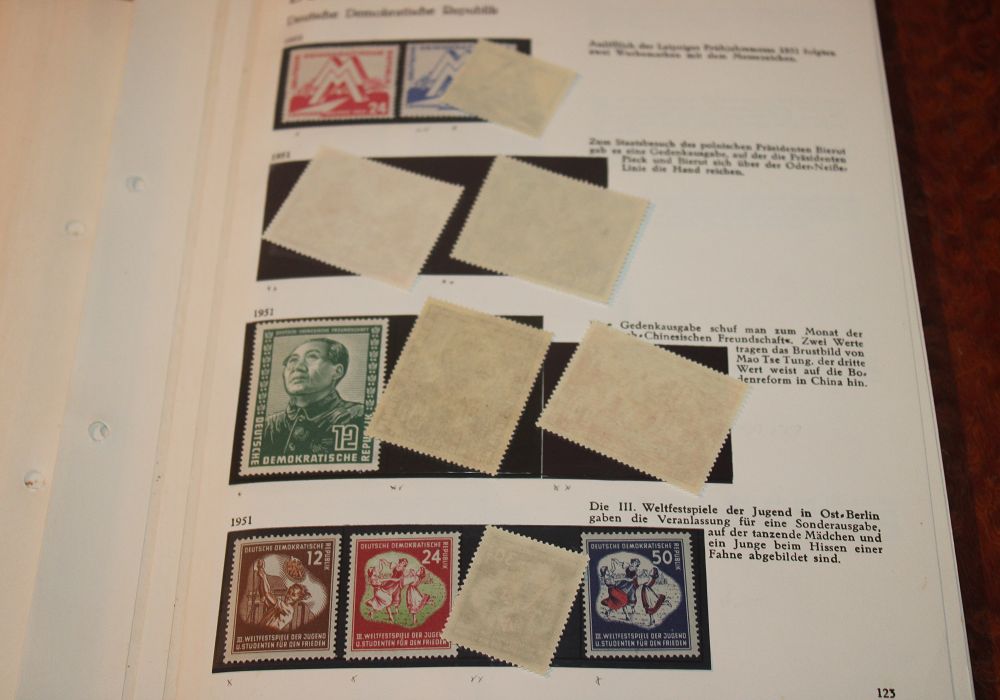 Deutsche Demokratische Republik
1951
Anläßlich der Leipziger Frühjahrsmesse 1951 folgten
zwei Werbemarken mit dem Messezeichen.
24
1951
Zum Staatsbesuch des polnischen Präsidenten Bierut
gab es eine Gedenkausgabe, auf der die Präsidenten
Pieck und Bierut sich über der Oder-Neiße-
Linie die Hand reichen.
1951
DEUTSCH-CHINESISCHE FREUNDSCHAFT
12
DEUTSCHE
DEMOKRATISCHE
REPUBLIK
Gedenkausgabe schuf man zum Monat der
Chinesischen Freundschaft«. Zwei Werte
tragen das Brustbild von
Mao Tse Tung, der dritte
Wert weist auf die Bo-
denreform in China hin.
1951
DEUTSCHE DEMOKRATISCHE
REPUBLIK
12
III. WELTFESTSPIELE DER JUGEND
U. STUDENTEN FÜR DEN FRIEDEN
DEUTSCHE DEMOKRATISCHE
REPUBLIK
24
III. WELTFESTSPIELE DER JUGEND
U. STUDENTEN FÜR DEN FRIEDEN
DEUTSCHE DEMOKRATISCHE
REPUBLIK
50
III. WELTFESTSPIELE DER JUGEND
U. STUDENTEN FÜR DEN FRIEDEN
Die III. Weltfestspiele der Jugend in Ost-Berlin
gaben die Veranlassung für eine Sonderausgabe,
auf der tanzende Mädchen und
ein Junge beim Hissen einer
Fahne abgebildet sind.
123